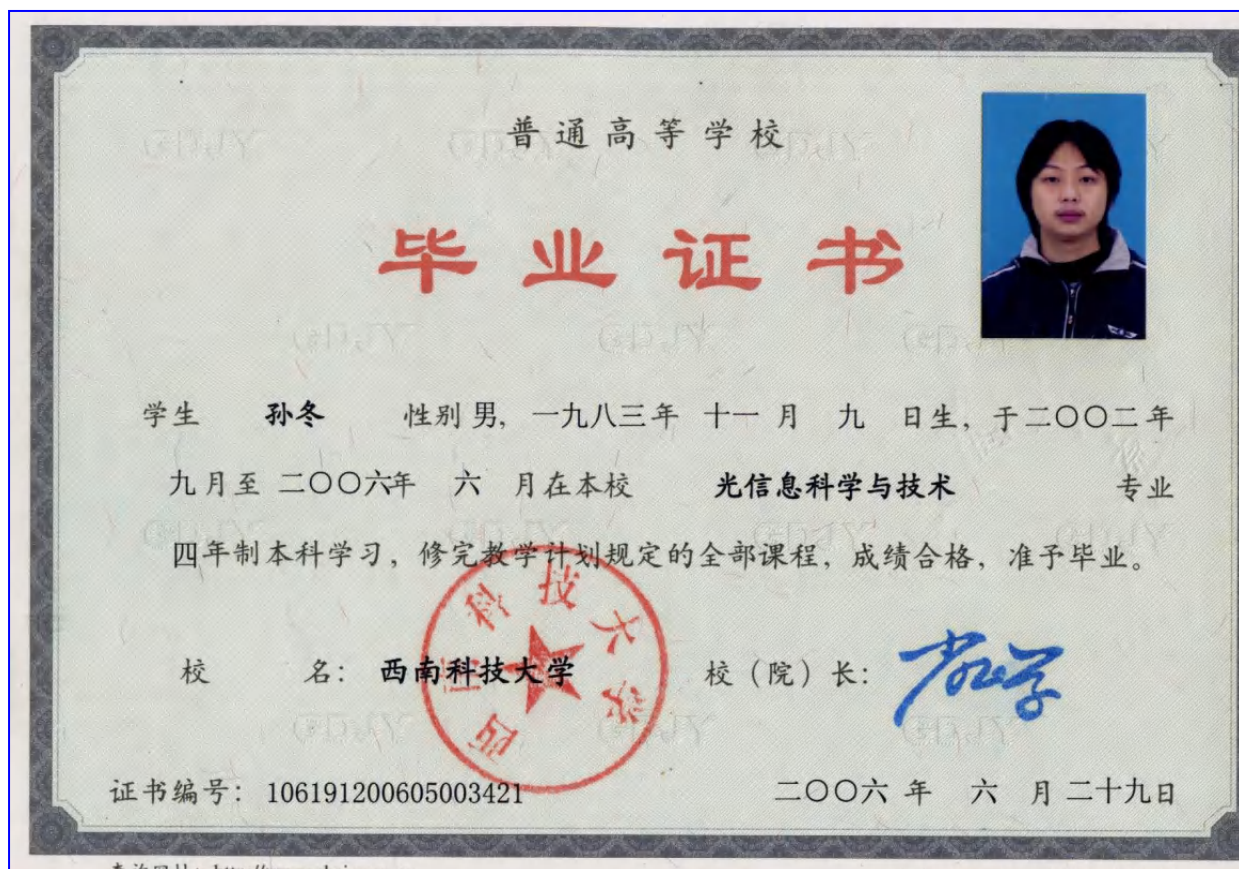 普通高等学校
毕业证书
学生 孙冬 性别 男, 一九八三年 十一 月 九 日生, 于二〇〇二年
九月至 二〇〇六年 六 月在本校 光信息科学与技术 专业
四年制本科学习, 修完教学计划规定的全部课程, 成绩合格, 准予毕业。
校 名: 西南科技大学 校(院)长:
西南科技大学
证书编号: 106191200605003421 二〇〇六 年 六 月 二十九日